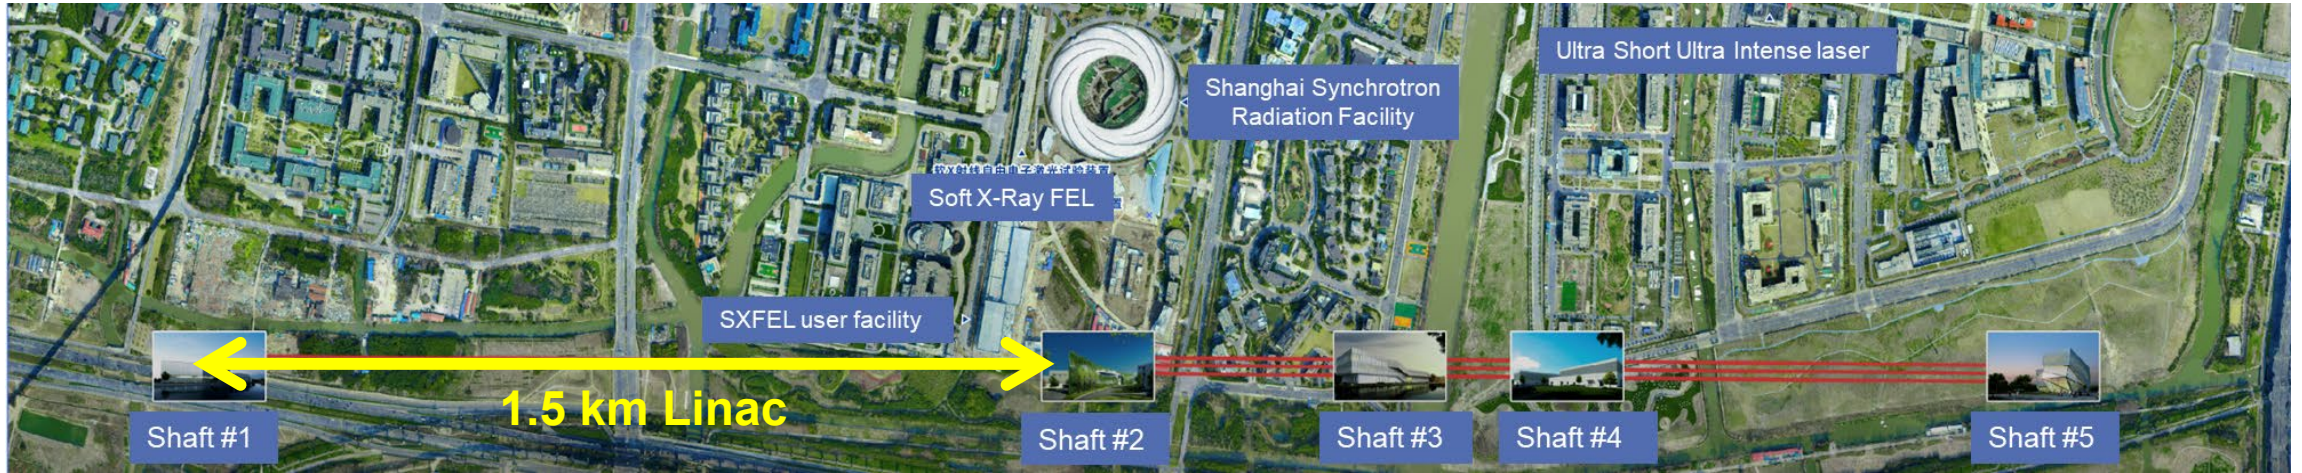 Ultra Short Ultra Intense laser
Shanghai Synchrotron
Radiation Facility
Soft X-Ray FEL
SXFEL user facility
1.5 km Linac
Shaft #1
Shaft #2
Shaft #3
Shaft #4
Shaft #5